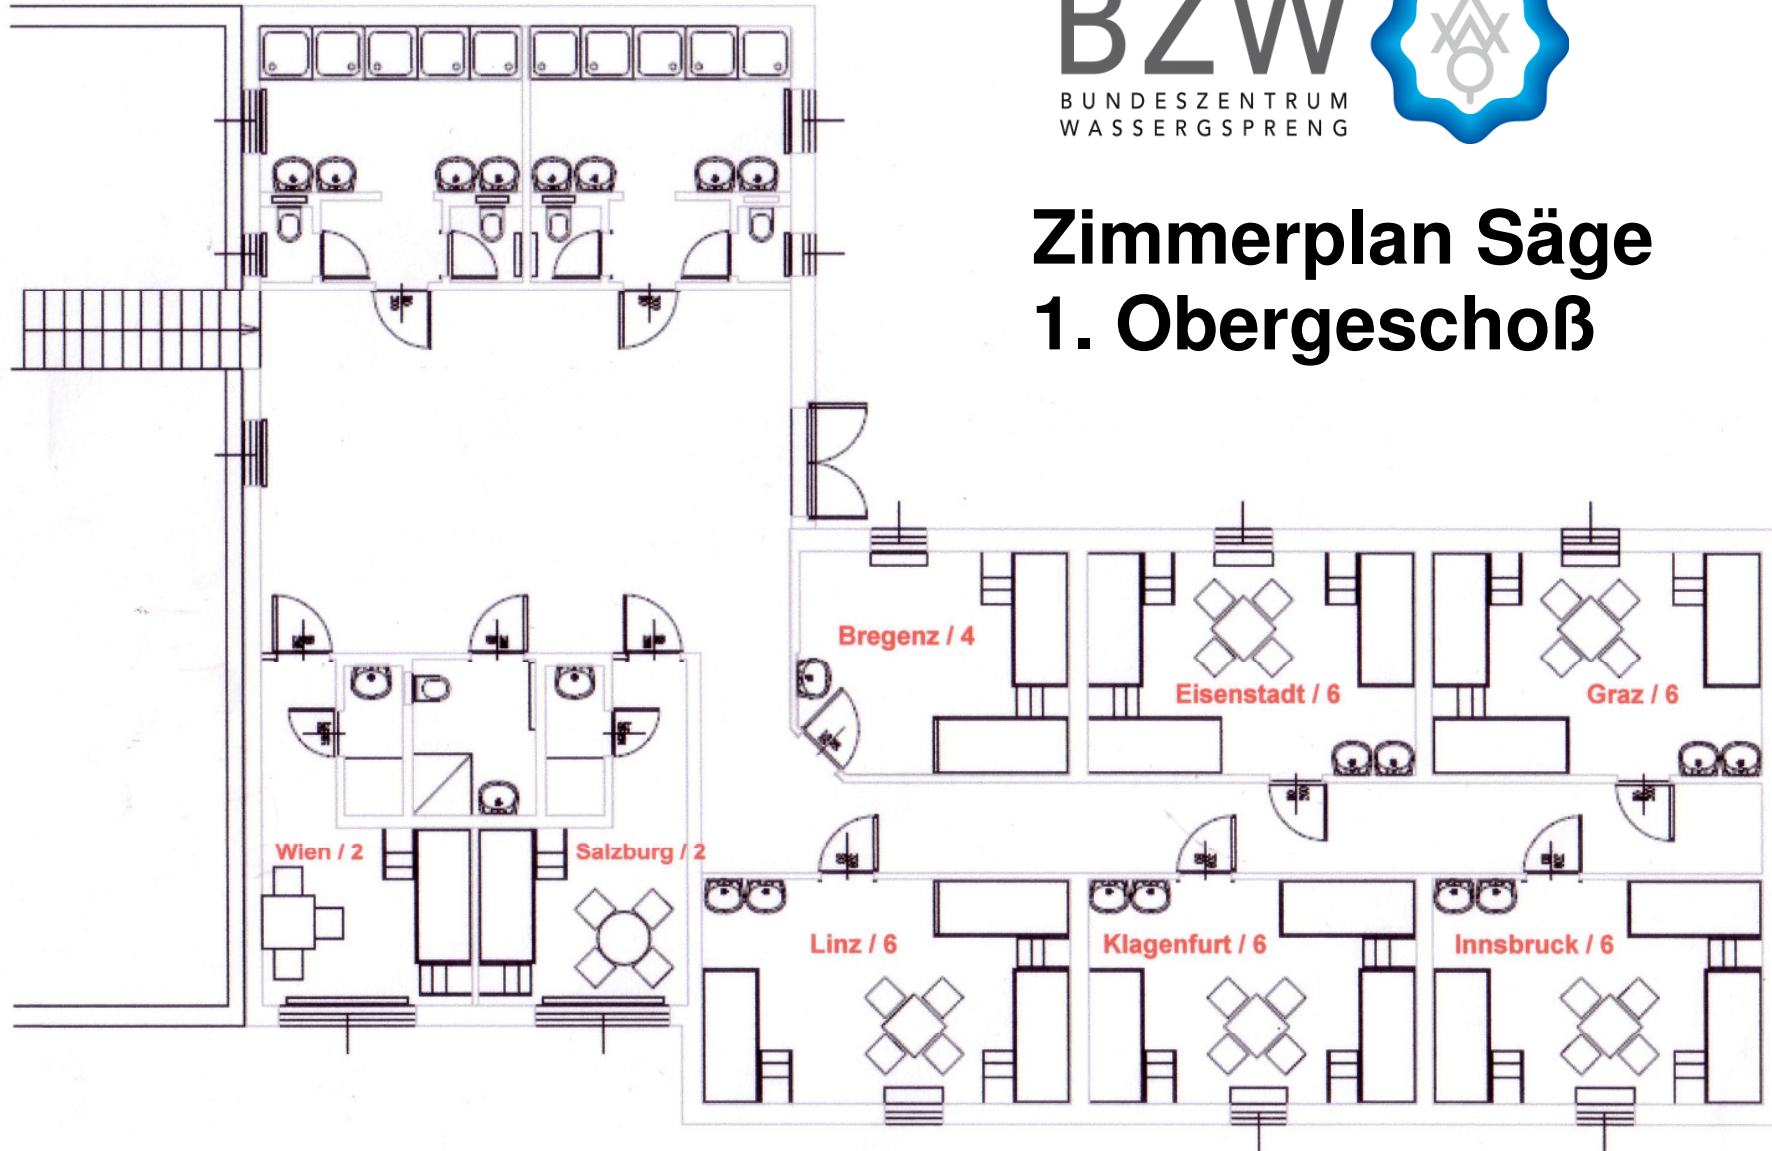 BZW
BUNDESZENTRUM
WASSERGSPRENG
Zimmerplan Säge
1. Obergeschoß
Bregenz / 4
Eisenstadt / 6
Graz / 6
Wien / 2
Salzburg / 2
Linz / 6
Klagenfurt / 6
Innsbruck / 6